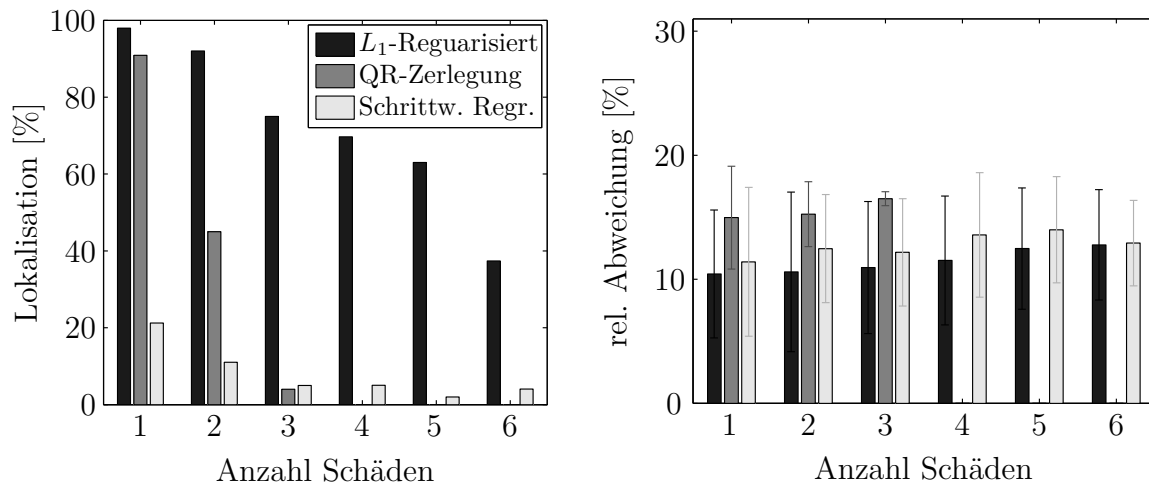 100
80
60
40
20
0
Lokalisation [%]
L₁-Reguarisiert
QR-Zerlegung
Schrittw. Regr.
1 2 3 4 5 6
Anzahl Schäden
30
20
10
0
rel. Abweichung [%]
1 2 3 4 5 6
Anzahl Schäden